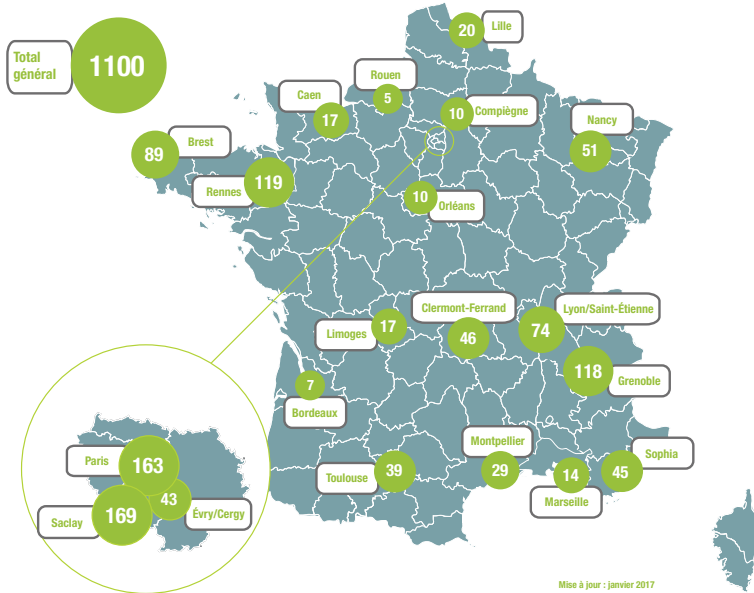 Total
général
1100
20
Lille
Rouen
5
Caen
17
10
Compiègne
Nancy
51
Brest
89
Rennes
119
10
Orléans
Clermont-Ferrand
46
Lyon/Saint-Étienne
74
Limoges
17
118
Grenoble
7
Bordeaux
Paris
163
43
Évry/Cergy
Saclay
169
Toulouse
39
Montpellier
29
14
Marseille
Sophia
45
Mise à jour : janvier 2017